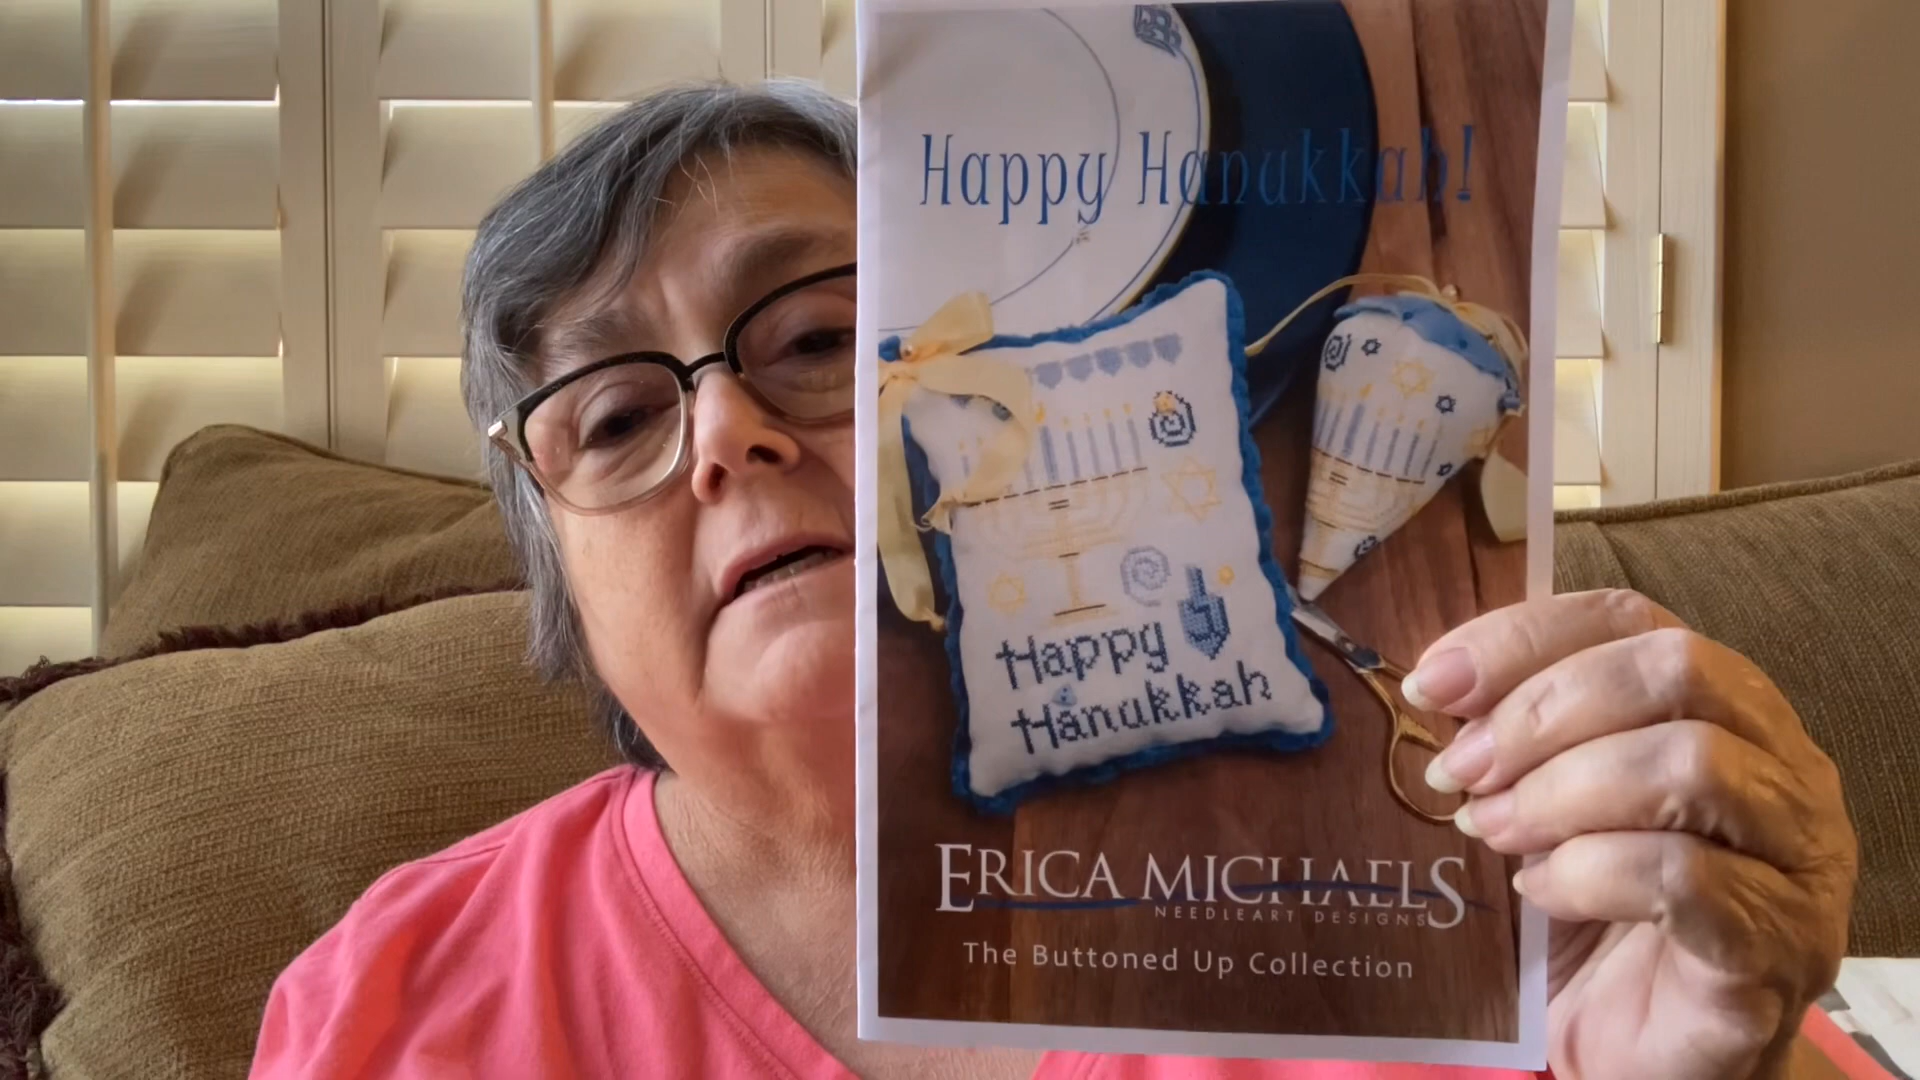 Happy Hanukkah!
Happy
Hanukkah
ERICA MICHAELS
NEEDLEART DESIGNS
The Buttoned Up Collection